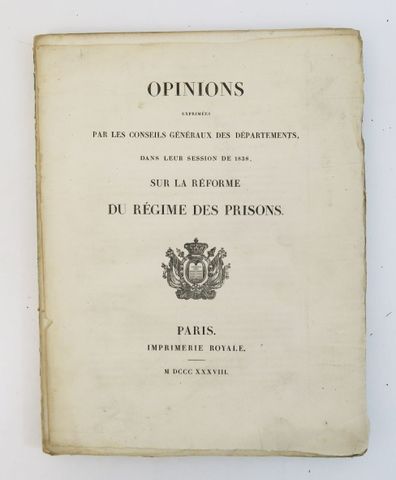 OPINIONS
EXPRIMÉES
PAR LES CONSEILS GÉNÉRAUX DES DÉPARTEMENTS,
DANS LEUR SESSION DE 1838,
SUR LA RÉFORME
DU RÉGIME DES PRISONS.
PARIS.
IMPRIMERIE ROYALE.
M DCCC XXXVIII.